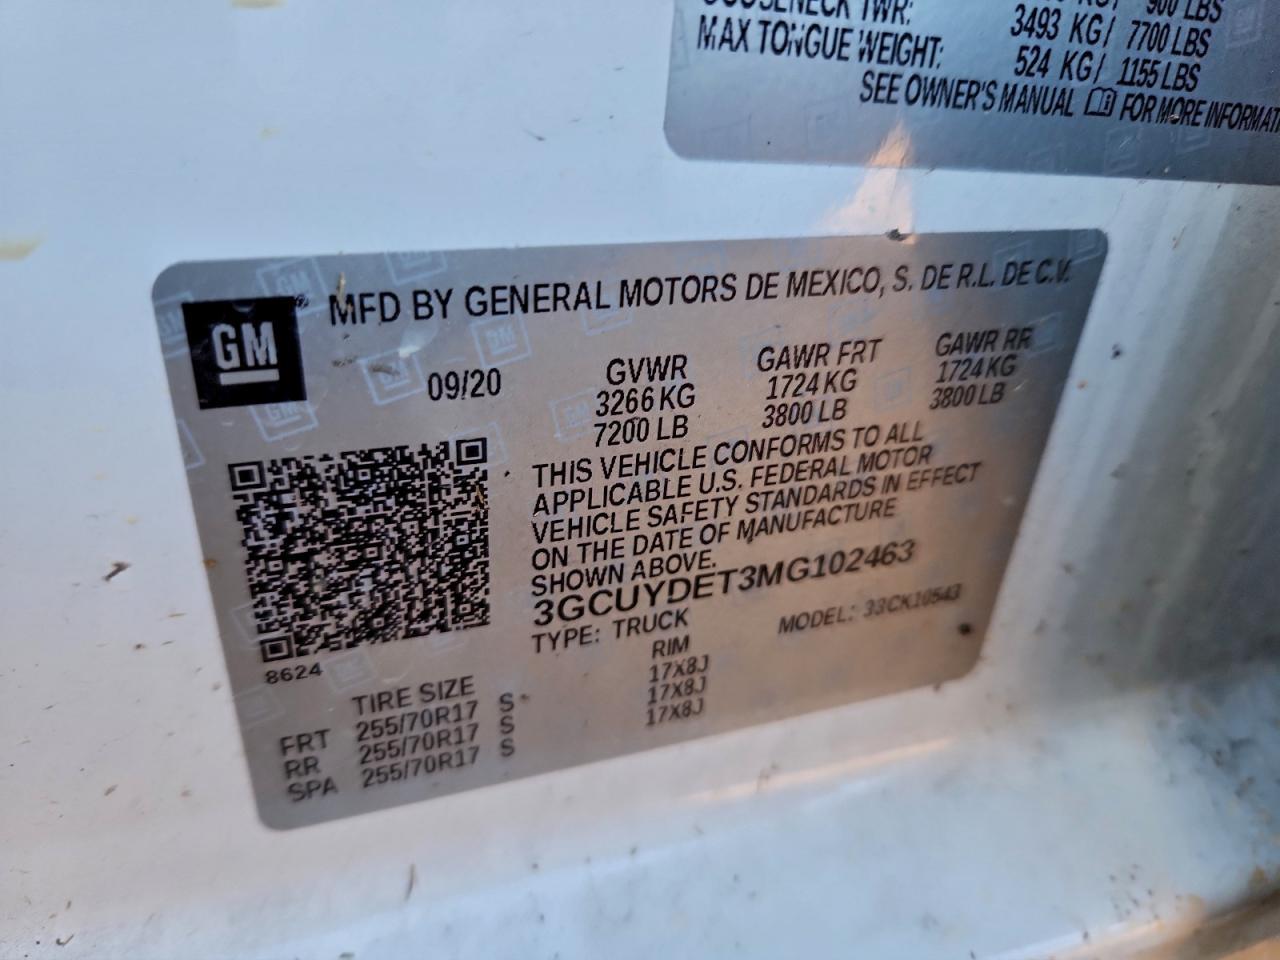 900 LBS
3493 KG/ 7700 LBS
MAX TONGUE WEIGHT: 524 KG/ 1155 LBS
SEE OWNER'S MANUAL FOR MORE
GM ® MFD BY GENERAL MOTORS DE MEXICO, S. DE R.L. DE C.V.
09/20 GVWR GAWR FRT GAWR RR
3266 KG 1724 KG 1724 KG
7200 LB 3800 LB 3800 LB
THIS VEHICLE CONFORMS TO ALL
APPLICABLE U.S. FEDERAL MOTOR
VEHICLE SAFETY STANDARDS IN EFFECT
ON THE DATE OF MANUFACTURE
SHOWN ABOVE.
3GCUYDET3MG102463
TYPE: TRUCK MODEL: 33CK10543
8624
TIRE SIZE RIM
FRT 255/70R17 S 17X8J
RR 255/70R17 S 17X8J
SPA 255/70R17 S 17X8J